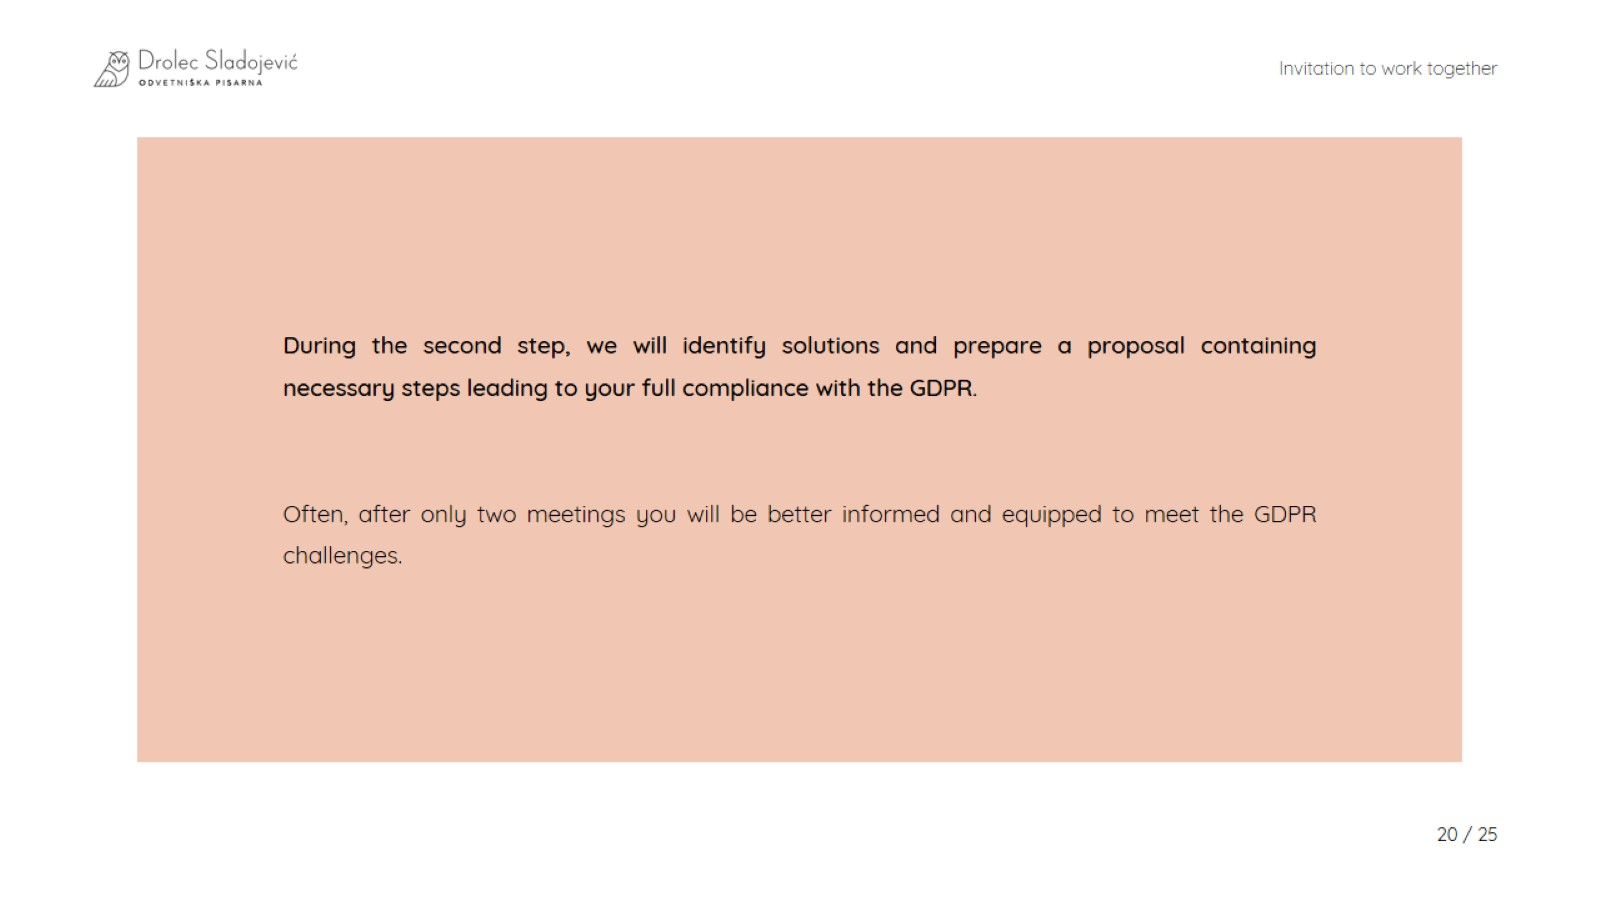 Drolec Sladojević
ODVETNIŠKA PISARNA
Invitation to work together
During the second step, we will identify solutions and prepare a proposal containing
necessary steps leading to your full compliance with the GDPR.
Often, after only two meetings you will be better informed and equipped to meet the GDPR
challenges.
20 / 25